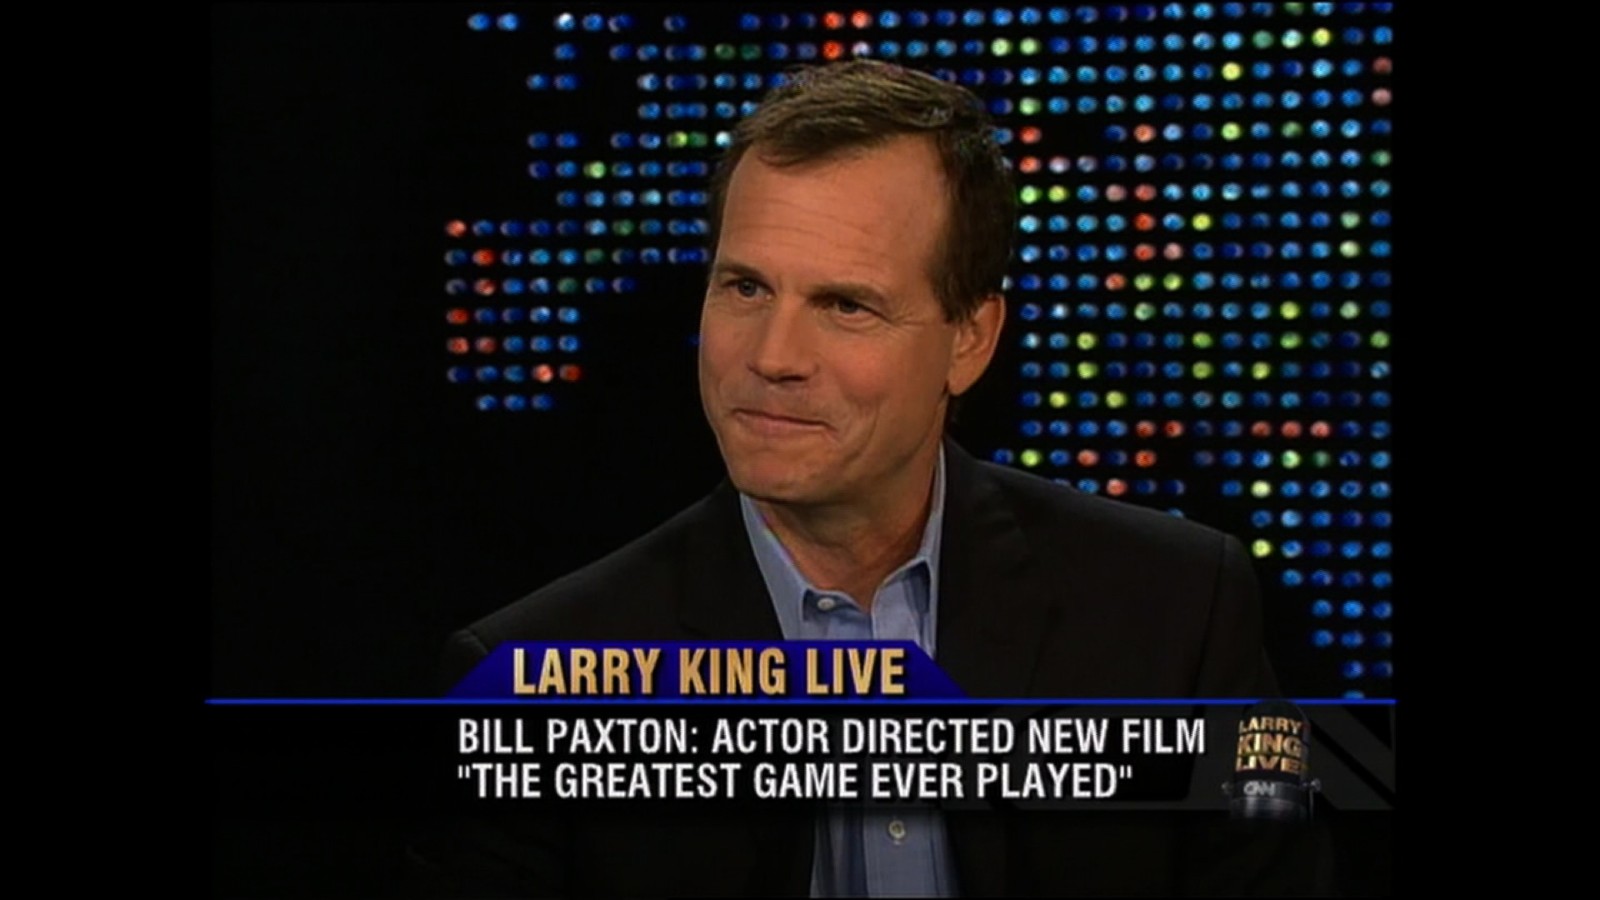 LARRY KING LIVE
BILL PAXTON: ACTOR DIRECTED NEW FILM
"THE GREATEST GAME EVER PLAYED"
LARRY
KING
LIVE
CNN